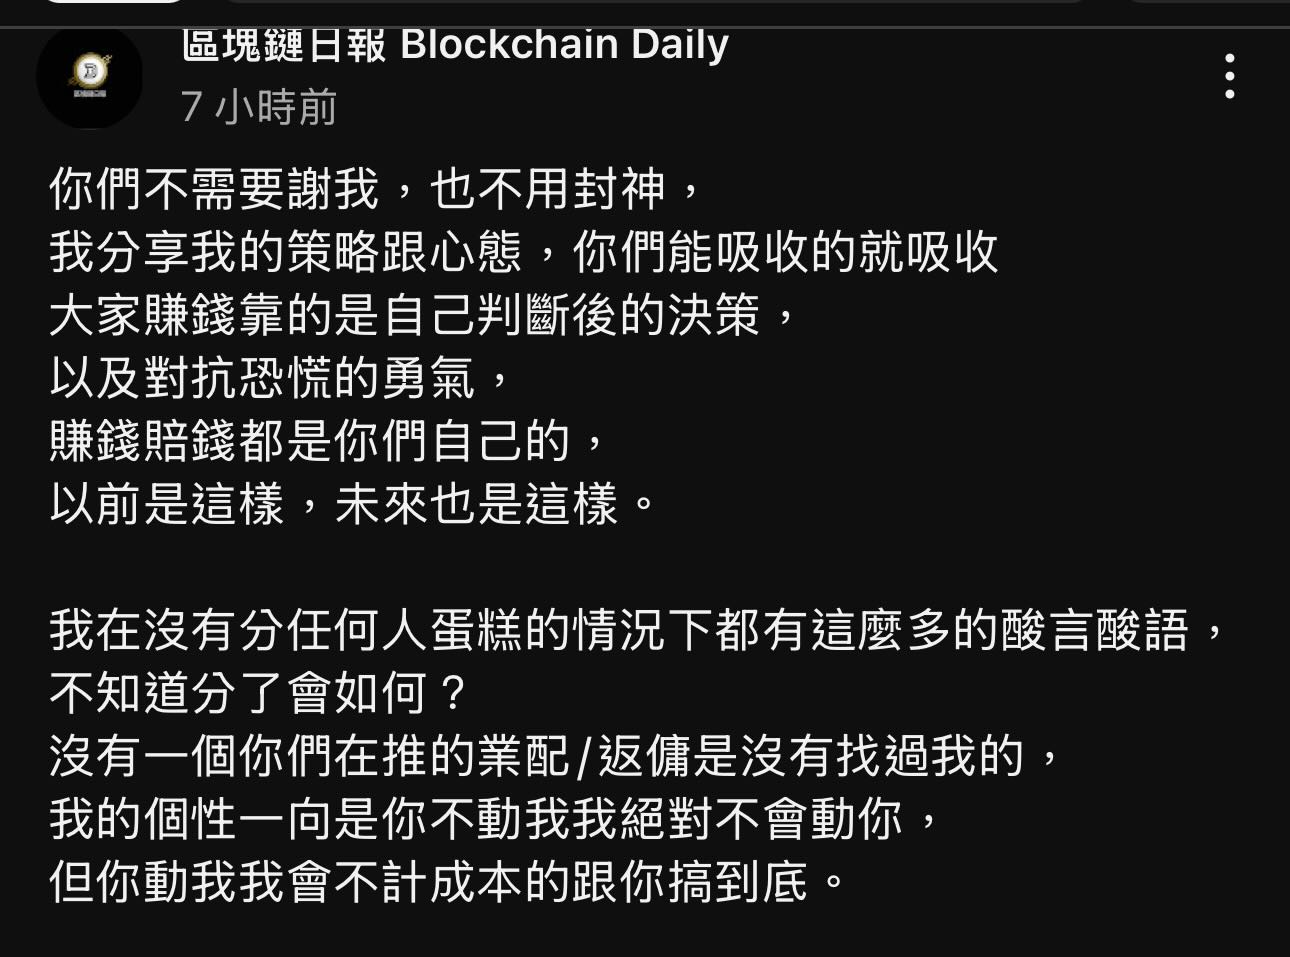 區塊鏈日報 Blockchain Daily
7 小時前
你們不需要謝我，也不用封神，
我分享我的策略跟心態，你們能吸收的就吸收
大家賺錢靠的是自己判斷後的決策，
以及對抗恐慌的勇氣，
賺錢賠錢都是你們自己的，
以前是這樣，未來也是這樣。
我在沒有分任何人蛋糕的情況下都有這麼多的酸言酸語，
不知道分了會如何？
沒有一個你們在推的業配/返傭是沒有找過我的，
我的個性一向是你不動我我絕對不會動你，
但你動我我會不計成本的跟你搞到底。